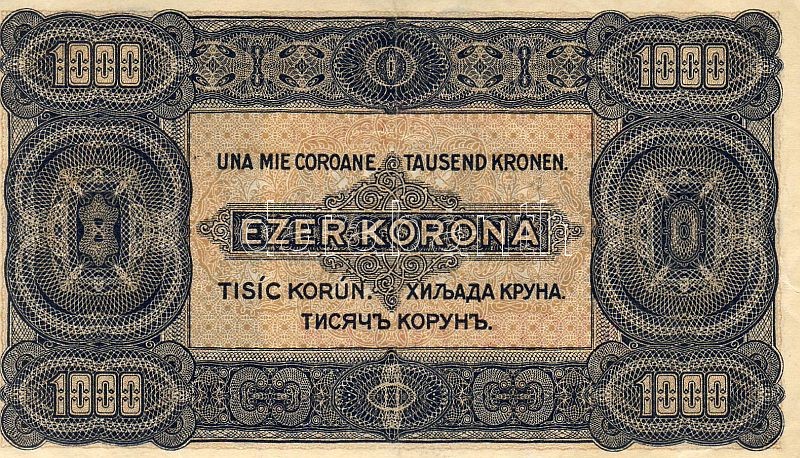 1000 1000
UNA MIE COROANE TAUSEND KRONEN.
EZER KORONA
TISÍC KORÚN. ХИЉАДА КРУНА.
ТИСЯЧЪ КОРУНЪ.
1000 1000